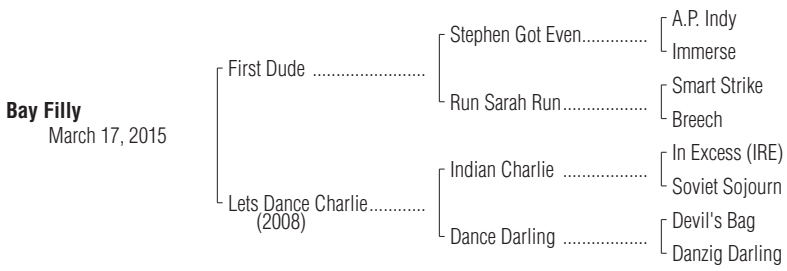 Bay Filly
March 17, 2015
First Dude ........................
Lets Dance Charlie............
(2008)
Stephen Got Even..............
Run Sarah Run..................
Indian Charlie ..................
Dance Darling ..................
A.P. Indy
Immerse
Smart Strike
Breech
In Excess (IRE)
Soviet Sojourn
Devil's Bag
Danzig Darling